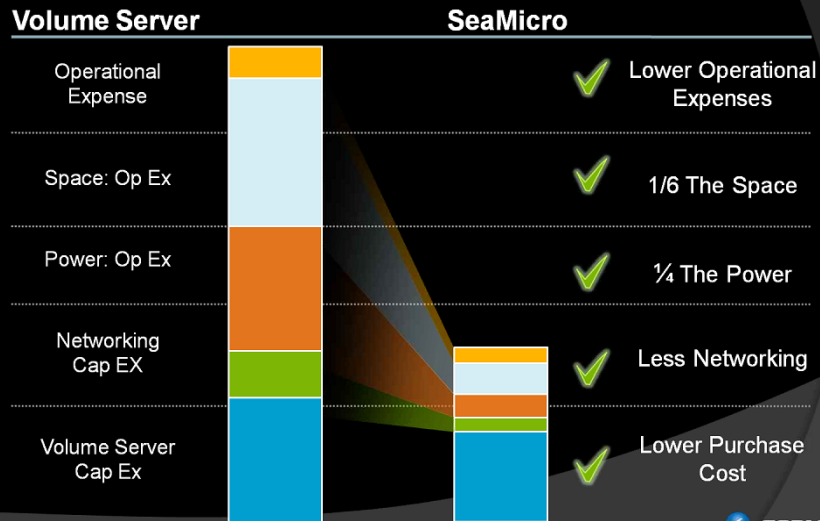 Volume Server
SeaMicro
Operational
Expense
Lower Operational
Expenses
Space: Op Ex
1/6 The Space
Power: Op Ex
¼ The Power
Networking
Cap EX
Less Networking
Volume Server
Cap Ex
Lower Purchase
Cost